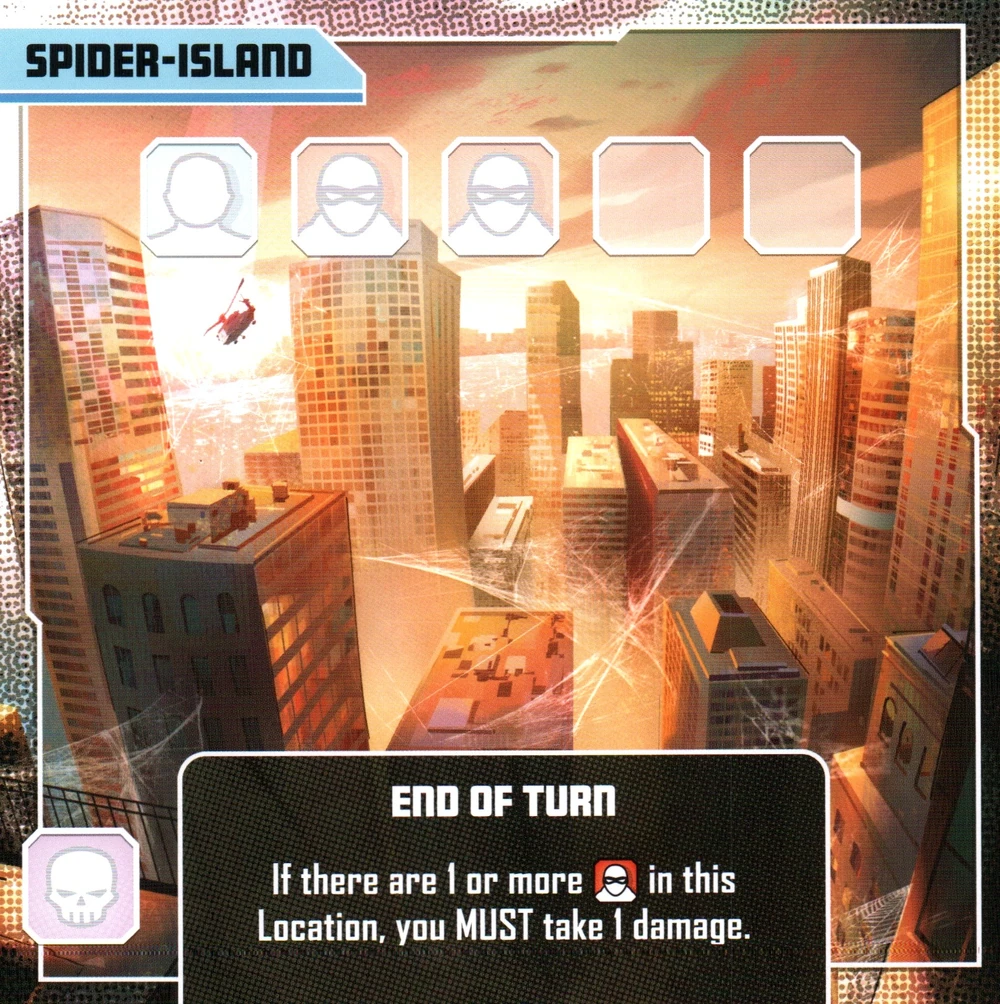 SPIDER-ISLAND
END OF TURN
If there are 1 or more in this
Location, you MUST take 1 damage.